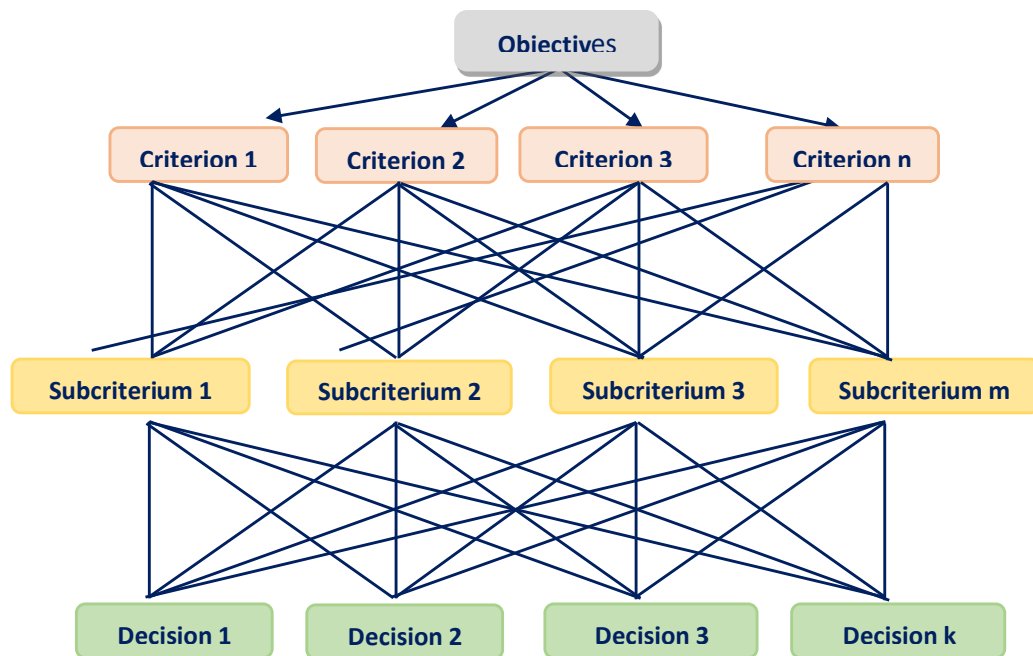 Obiectives
Criterion 1
Criterion 2
Criterion 3
Criterion n
Subcriterium 1
Subcriterium 2
Subcriterium 3
Subcriterium m
Decision 1
Decision 2
Decision 3
Decision k